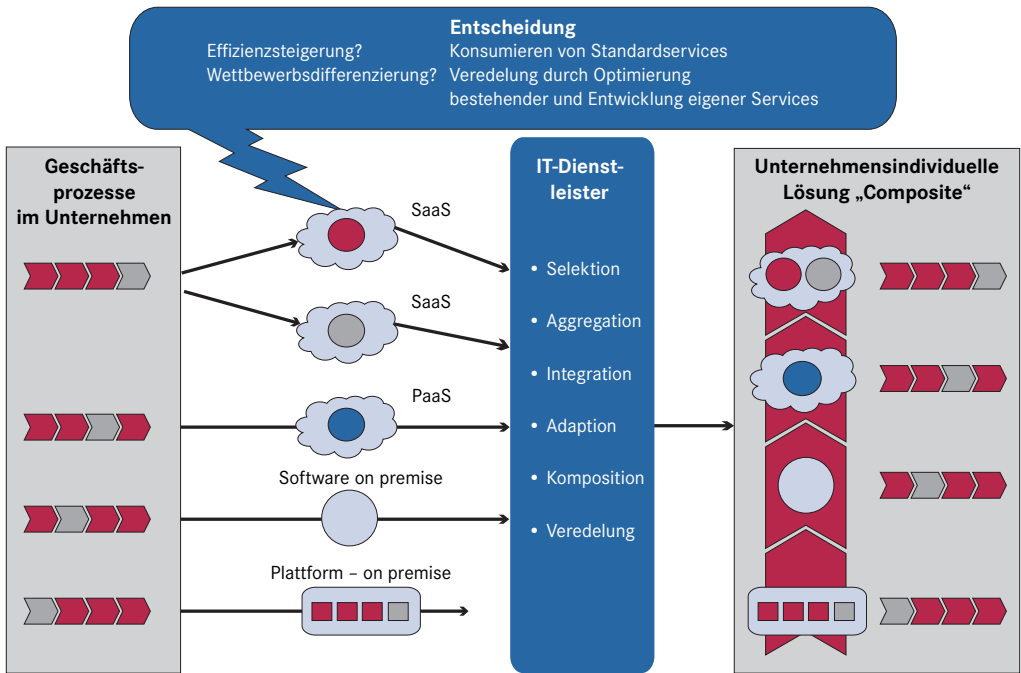 Entscheidung
Effizienzsteigerung? Konsumieren von Standardservices
Wettbewerbsdifferenzierung? Veredelung durch Optimierung
bestehender und Entwicklung eigener Services
Geschäfts-
prozesse
im Unternehmen
SaaS
SaaS
PaaS
Software on premise
Plattform – on premise
IT-Dienst-
leister
• Selektion
• Aggregation
• Integration
• Adaption
• Komposition
• Veredelung
Unternehmensindividuelle
Lösung „Composite“